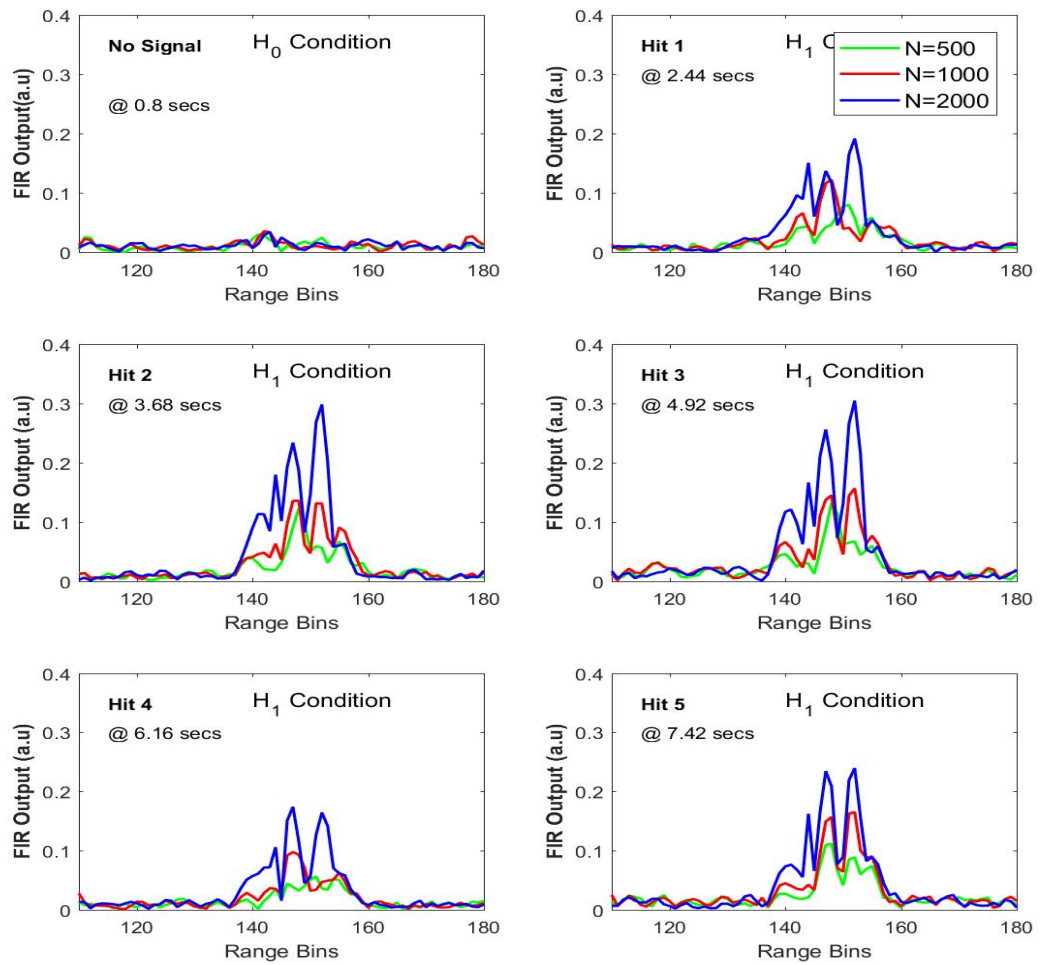 No Signal
H0 Condition
@ 0.8 secs
0.4
0.3
0.2
0.1
0
120
140
160
180
FIR Output(a.u)
Range Bins
Hit 1
H1 C
@ 2.44 secs
N=500
N=1000
N=2000
0.4
0.3
0.2
0.1
0
120
140
160
180
FIR Output (a.u)
Range Bins
Hit 2
H1 Condition
@ 3.68 secs
0.4
0.3
0.2
0.1
0
120
140
160
180
FIR Output (a.u)
Range Bins
Hit 3
H1 Condition
@ 4.92 secs
0.4
0.3
0.2
0.1
0
120
140
160
180
FIR Output (a.u)
Range Bins
Hit 4
H1 Condition
@ 6.16 secs
0.4
0.3
0.2
0.1
0
120
140
160
180
FIR Output (a.u)
Range Bins
Hit 5
H1 Condition
@ 7.42 secs
0.4
0.3
0.2
0.1
0
120
140
160
180
FIR Output (a.u)
Range Bins